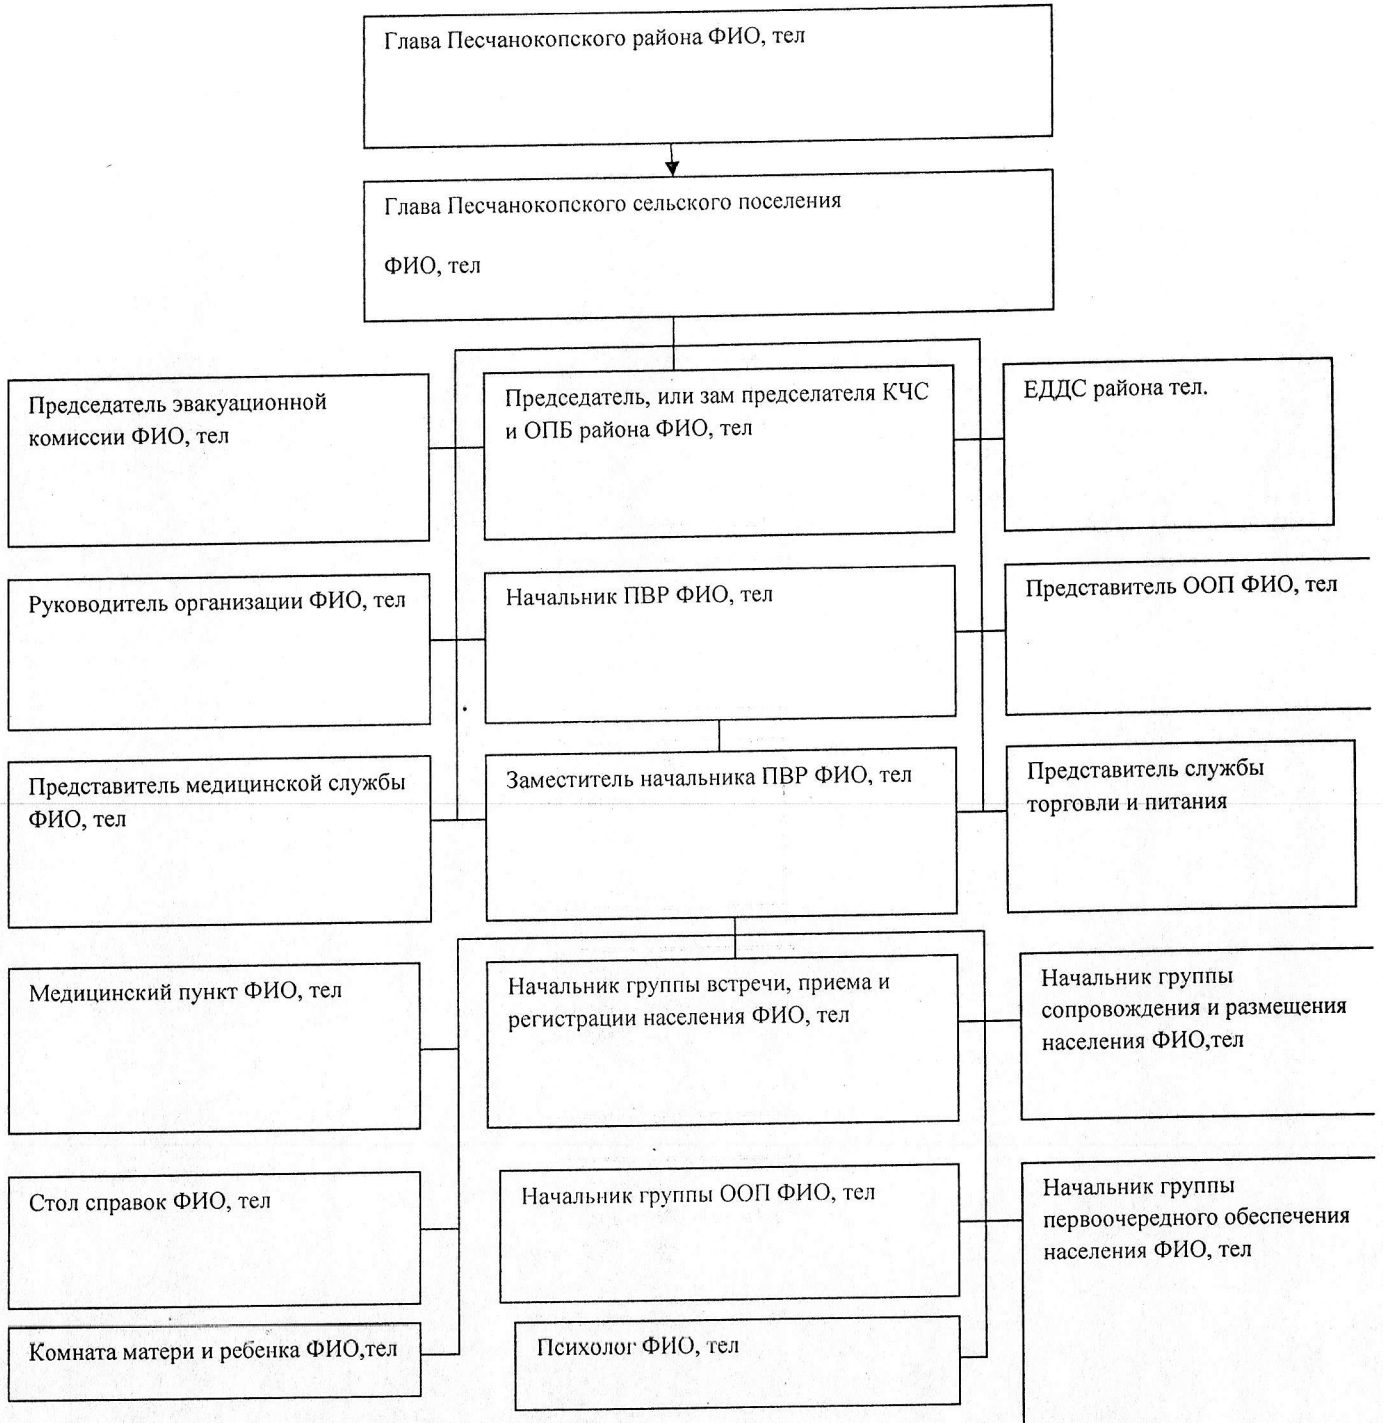 Глава Песчанокопского района ФИО, тел
Глава Песчанокопского сельского поселения
ФИО, тел
Председатель эвакуационной
комиссии ФИО, тел
Председатель, или зам председателя КЧС
и ОПБ района ФИО, тел
ЕДДС района тел.
Руководитель организации ФИО, тел
Начальник ПВР ФИО, тел
Представитель ООП ФИО, тел
Представитель медицинской службы
ФИО, тел
Заместитель начальника ПВР ФИО, тел
Представитель службы
торговли и питания
Медицинский пункт ФИО, тел
Начальник группы встречи, приема и
регистрации населения ФИО, тел
Начальник группы
сопровождения и размещения
населения ФИО,тел
Стол справок ФИО, тел
Начальник группы ООП ФИО, тел
Начальник группы
первоочередного обеспечения
населения ФИО, тел
Комната матери и ребенка ФИО,тел
Психолог ФИО, тел